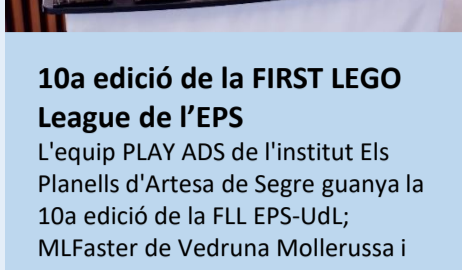 10a edició de la FIRST LEGO
League de l’EPS
L'equip PLAY ADS de l'institut Els
Planells d'Artesa de Segre guanya la
10a edició de la FLL EPS-UdL;
MLFaster de Vedruna Mollerussa i